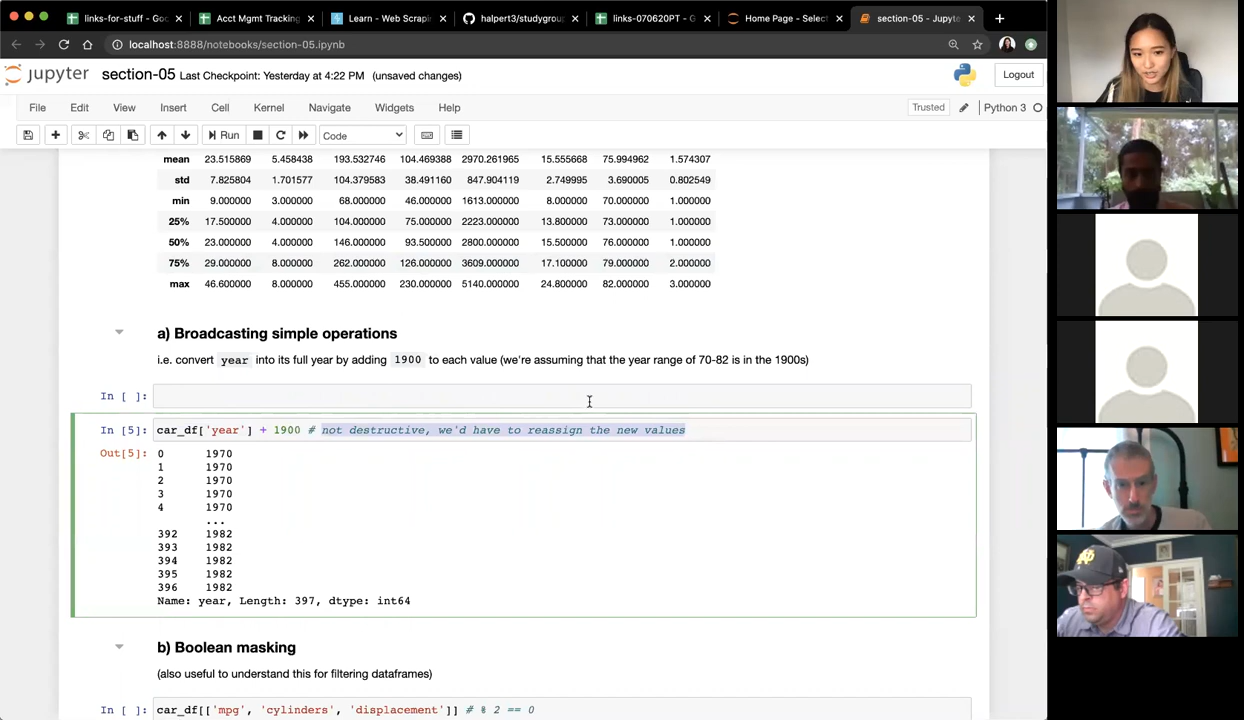 links-for-stuff - Goo
Acct Mgmt Tracking
Learn - Web Scrapin
halpert3/studygroup
links-070620PT - G
Home Page - Select
section-05 - Jupyte
localhost:8888/notebooks/section-05.ipynb
jupyter section-05 Last Checkpoint: Yesterday at 4:22 PM (unsaved changes)
Logout
File Edit View Insert Cell Kernel Navigate Widgets Help
Trusted Python 3
Run Code
mean 23.515869 5.458438 193.532746 104.469388 2970.261965 15.555668 75.994962 1.574307
std 7.825804 1.701577 104.379583 38.491160 847.904119 2.749995 3.690005 0.802549
min 9.000000 3.000000 68.000000 46.000000 1613.000000 8.000000 70.000000 1.000000
25% 17.500000 4.000000 104.000000 75.000000 2223.000000 13.800000 73.000000 1.000000
50% 23.000000 4.000000 146.000000 93.500000 2800.000000 15.500000 76.000000 1.000000
75% 29.000000 8.000000 262.000000 126.000000 3609.000000 17.100000 79.000000 2.000000
max 46.600000 8.000000 455.000000 230.000000 5140.000000 24.800000 82.000000 3.000000
a) Broadcasting simple operations
i.e. convert year into its full year by adding 1900 to each value (we're assuming that the year range of 70-82 is in the 1900s)
In [ ]:
In [5]: car_df['year'] + 1900 # not destructive, we'd have to reassign the new values
Out[5]: 0 1970
1 1970
2 1970
3 1970
4 1970
...
392 1982
393 1982
394 1982
395 1982
396 1982
Name: year, Length: 397, dtype: int64
b) Boolean masking
(also useful to understand this for filtering dataframes)
In [ ]: car_df[['mpg', 'cylinders', 'displacement']] # % 2 == 0